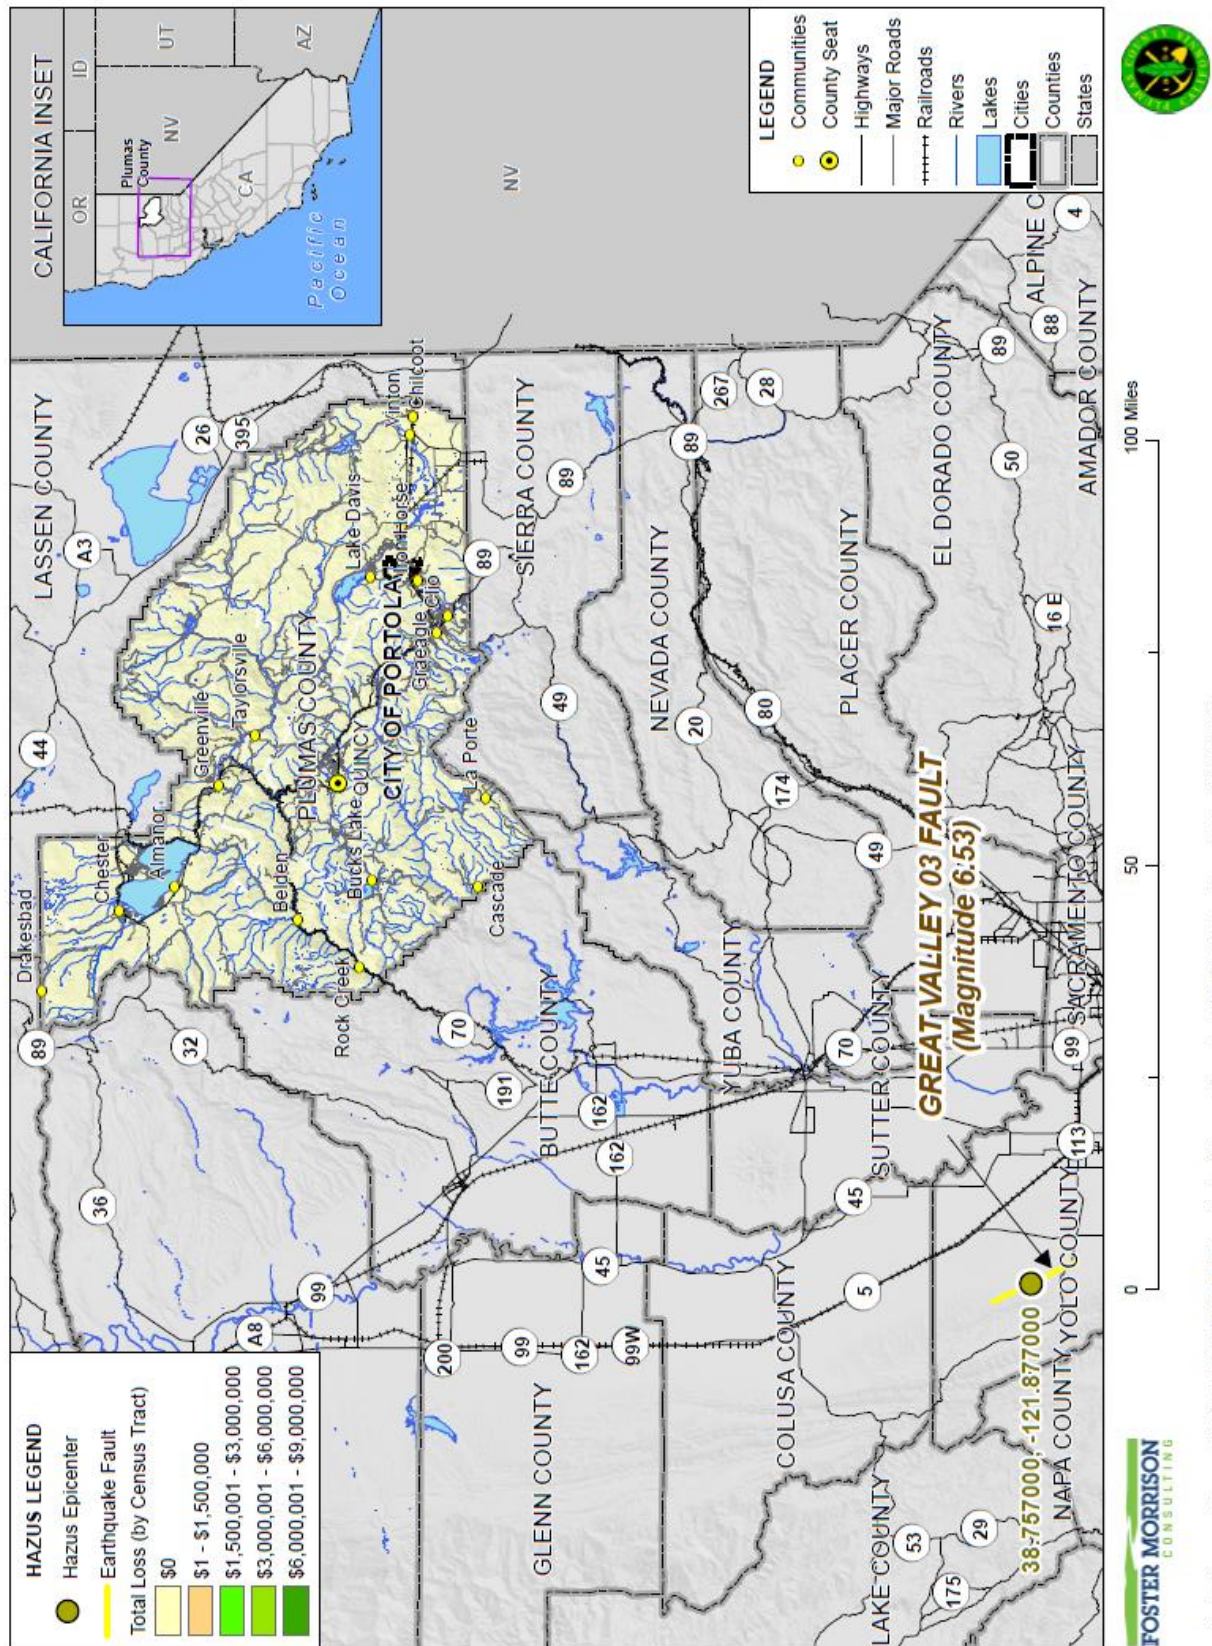 HAZUS LEGEND
Hazus Epicenter
Earthquake Fault
Total Loss (by Census Tract)
$0
$1 - $1,500,000
$1,500,001 - $3,000,000
$3,000,001 - $6,000,000
$6,000,001 - $9,000,000
CALIFORNIA INSET
OR
ID
NV
UT
CA
AZ
Plumas
County
Pacific
Ocean
LEGEND
Communities
County Seat
Highways
Major Roads
Railroads
Rivers
Lakes
Cities
Counties
States
LASSEN COUNTY
PLUMAS COUNTY
SIERRA COUNTY
NEVADA COUNTY
PLACER COUNTY
EL DORADO COUNTY
AMADOR COUNTY
ALPINE C
SACRAMENTO COUNTY
YUBA COUNTY
SUTTER COUNTY
BUTTE COUNTY
GLENN COUNTY
COLUSA COUNTY
LAKE COUNTY
NAPA COUNTY
YOLO COUNTY
NV
Drakesbad
Chester
Almanor
Greenville
Taylorsville
Belden
Bucks Lake
QUINCY
Rock Creek
Cascade
La Porte
CITY OF PORTOLA
Lake Davis
Iron Horse
Graeagle
Clio
Vinton
Chilcoot
89
36
32
44
A3
26
395
A8
99
70
191
162
162
200
99
162
99W
45
45
5
113
99
70
49
20
174
49
80
89
89
89
267
28
50
89
88
4
16 E
53
29
175
GREAT VALLEY 03 FAULT
(Magnitude 6.53)
38.757000, -121.877000
0
50
100 Miles
FOSTER MORRISON
CONSULTING
PLUMAS COUNTY
CALIFORNIA